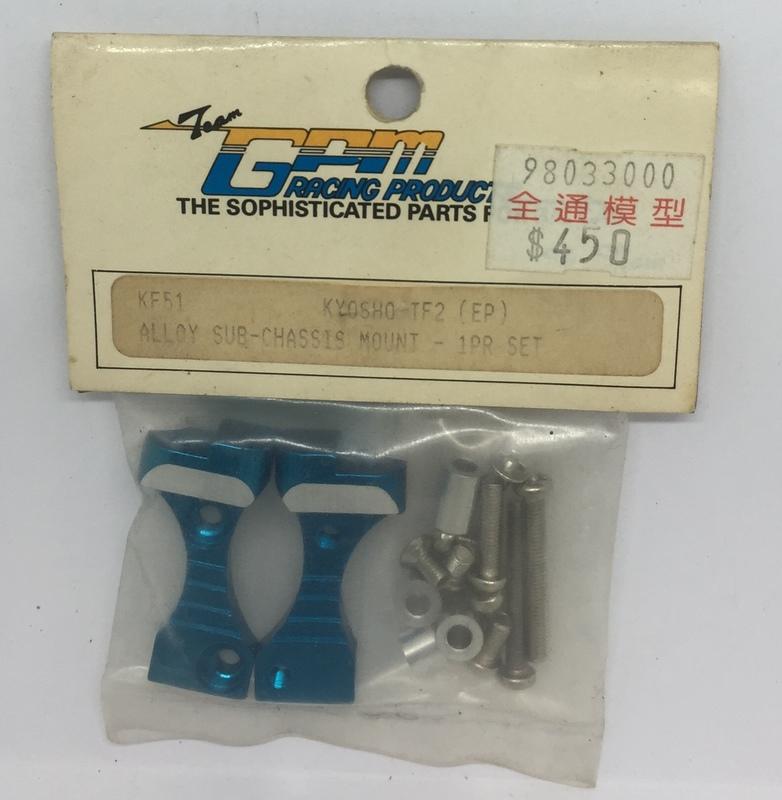 Team
GPM
RACING PRODUCT
THE SOPHISTICATED PARTS F
98033000
全通模型
$450
KF51 KYOSHO-TF2 (EP)
ALLOY SUB-CHASSIS MOUNT - 1PR SET